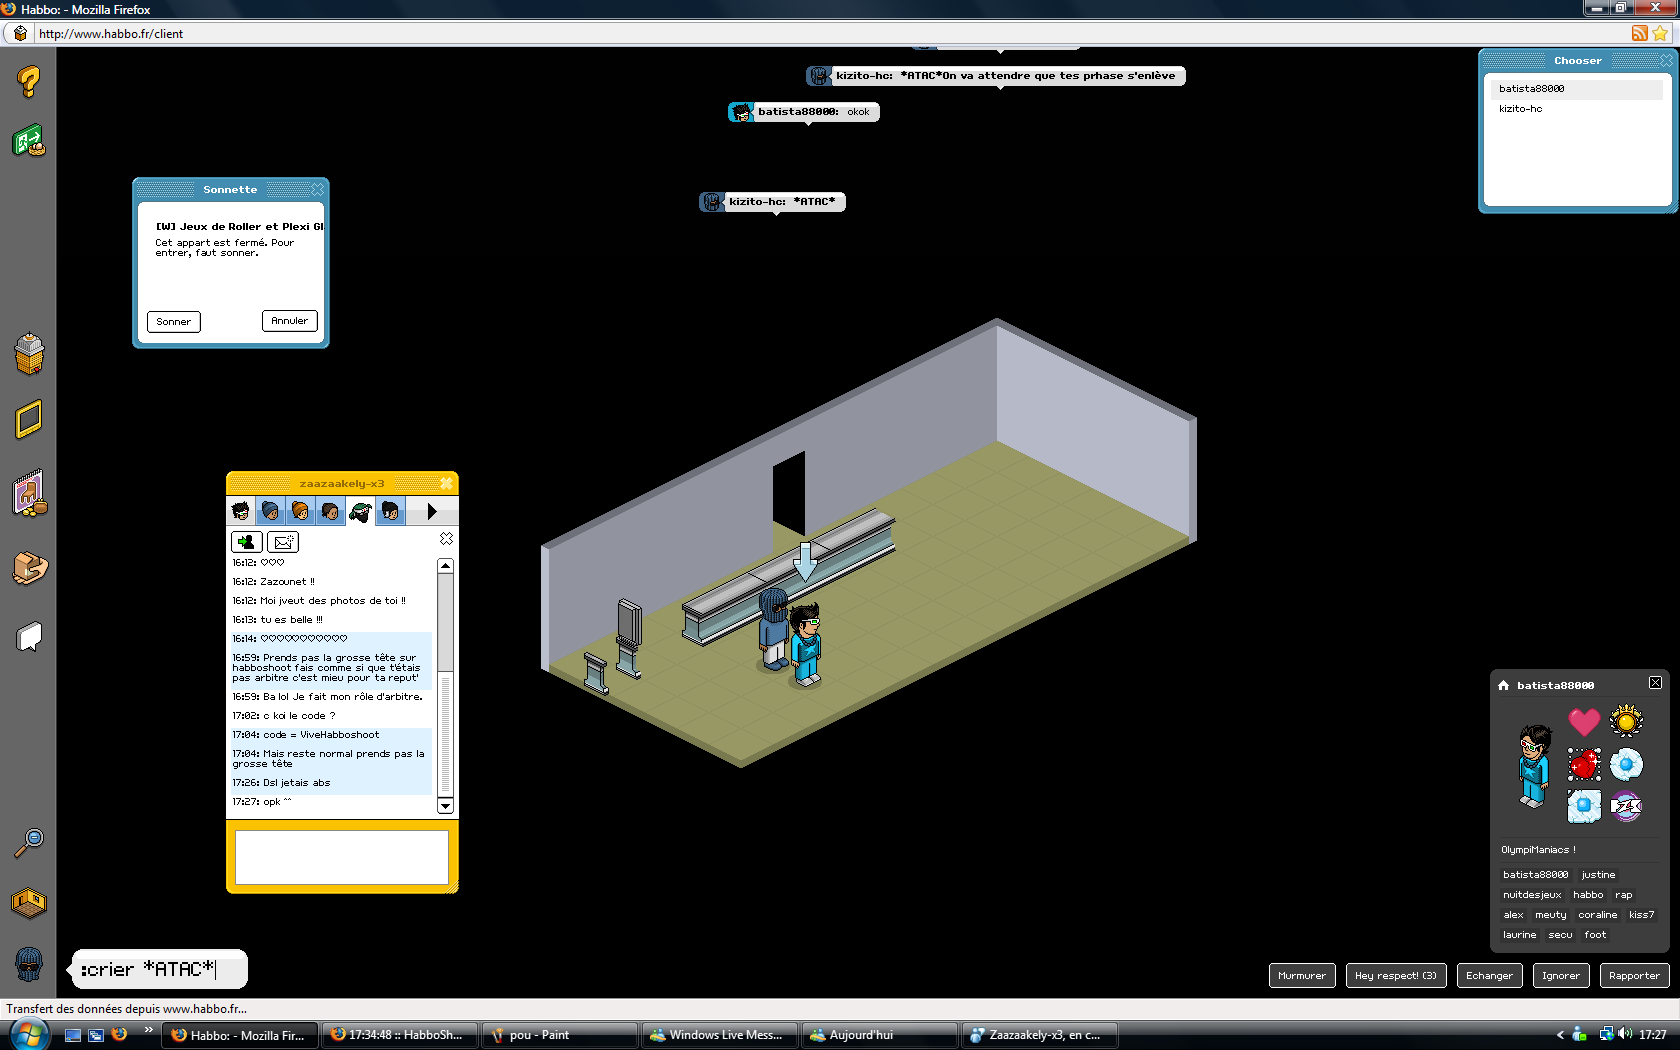 Habbo: - Mozilla Firefox
http://www.habbo.fr/client
kizito-hc: *ATAC*On va attendre que tes prhase s'enlève
batista88000: okok
kizito-hc: *ATAC*
Chooser
batista88000
kizito-hc
Sonnette
[W] Jeux de Roller et Plexi Gl
Cet appart est fermé. Pour
entrer, faut sonner.
Sonner
Annuler
zaazaakely-x3
16:12: ♡♡♡
16:12: Zazounet !!
16:12: Moi jveut des photos de toi !!
16:13: tu es belle !!!
16:14: ♡♡♡♡♡♡♡♡♡♡♡
16:59: Prends pas la grosse tête sur
habboshoot fais comme si que t'étais
pas arbitre c'est mieu pour ta reput'
16:59: Ba lol Je fait mon rôle d'arbitre.
17:02: c koi le code ?
17:04: code = ViveHabboshoot
17:04: Mais reste normal prends pas la
grosse tête
17:26: Dsl jetais abs
17:27: opk ^^
batista88000
OlympiManiacs !
batista88000 justine
nuitdesjeux habbo rap
alex meuty coraline kiss7
laurine secu foot
:crier *ATAC*
Murmurer
Hey respect! (3)
Echanger
Ignorer
Rapporter
Transfert des données depuis www.habbo.fr...
Habbo: - Mozilla Fir...
17:34:48 :: HabboSh...
pou - Paint
Windows Live Mess...
Aujourd'hui
Zaazaakely-x3, en c...
17:27